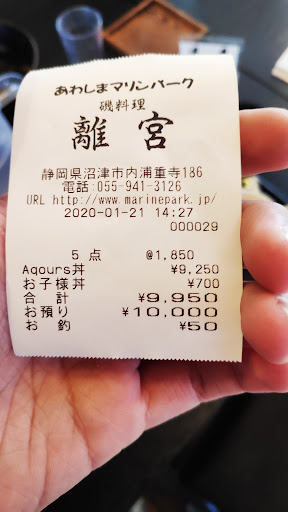 あわしまマリンパーク
磯料理
離宮
静岡県沼津市内浦重寺186
電話:055-941-3126
URL http://www.marinepark.jp/
2020-01-21 14:27
000029
5 点 @1,850
Aqours丼 ¥9,250
お子様丼 ¥700
合 計 ¥9,950
お預り ¥10,000
お 釣 ¥50